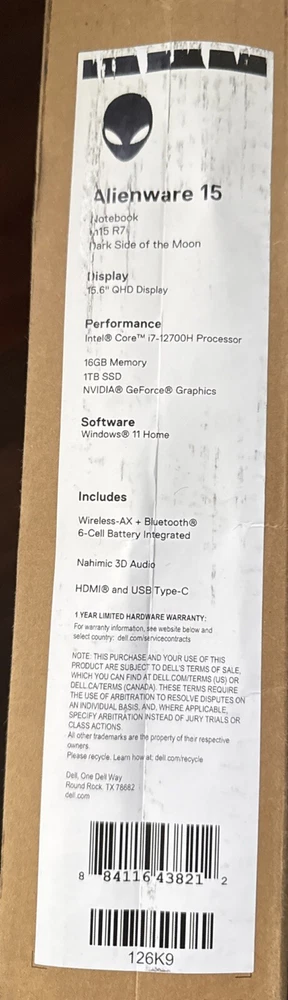 Alienware 15
Notebook
m15 R7
Dark Side of the Moon
Display
15.6" QHD Display
Performance
Intel® Core™ i7-12700H Processor
16GB Memory
1TB SSD
NVIDIA® GeForce® Graphics
Software
Windows® 11 Home
Includes
Wireless-AX + Bluetooth®
6-Cell Battery Integrated
Nahimic 3D Audio
HDMI® and USB Type-C
1 YEAR LIMITED HARDWARE WARRANTY:
For warranty information, see website below and
select country: dell.com/servicecontracts
NOTE: THIS PURCHASE AND YOUR USE OF THIS
PRODUCT ARE SUBJECT TO DELL'S TERMS OF SALE,
WHICH YOU CAN FIND AT DELL.COM/TERMS (US) OR
DELL.CA/TERMS (CANADA). THESE TERMS REQUIRE
THE USE OF ARBITRATION TO RESOLVE DISPUTES ON
AN INDIVIDUAL BASIS, AND, WHERE APPLICABLE,
SPECIFY ARBITRATION INSTEAD OF JURY TRIALS OR
CLASS ACTIONS.
All other trademarks are the property of their respective
owners.
Please recycle. Learn how at: dell.com/recycle
Dell, One Dell Way
Round Rock, TX 78682
dell.com
8 84116 43821 2
126K9